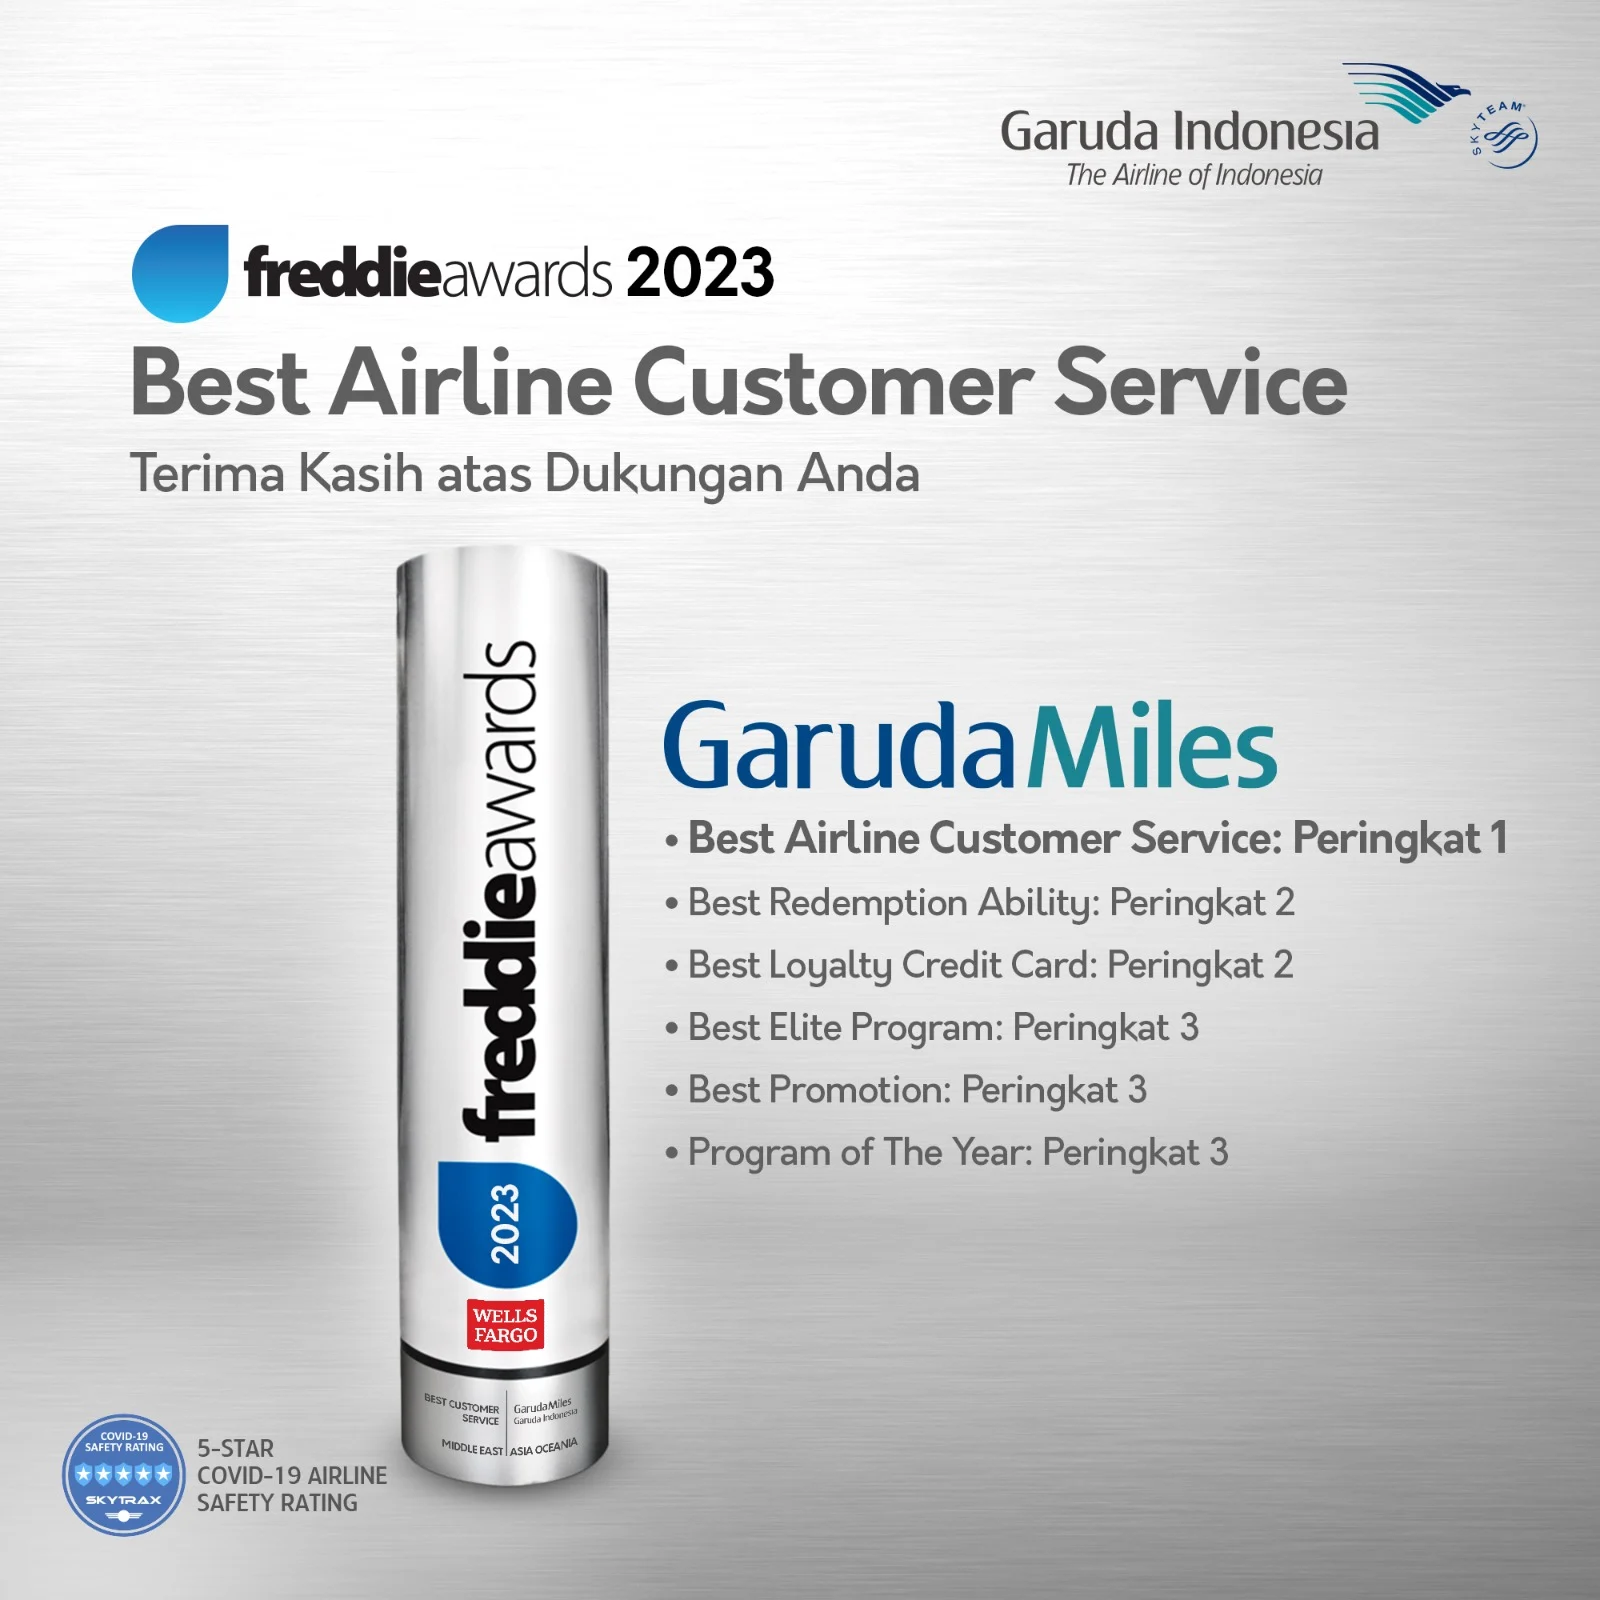 Garuda Indonesia
The Airline of Indonesia
SKYTEAM
freddieawards 2023
Best Airline Customer Service
Terima Kasih atas Dukungan Anda
freddieawards
2023
WELLS
FARGO
BEST CUSTOMER
SERVICE
GarudaMiles
Garuda Indonesia
MIDDLE EAST
ASIA OCEANIA
GarudaMiles
• Best Airline Customer Service: Peringkat 1
• Best Redemption Ability: Peringkat 2
• Best Loyalty Credit Card: Peringkat 2
• Best Elite Program: Peringkat 3
• Best Promotion: Peringkat 3
• Program of The Year: Peringkat 3
COVID-19
SAFETY RATING
SKYTRAX
5-STAR
COVID-19 AIRLINE
SAFETY RATING